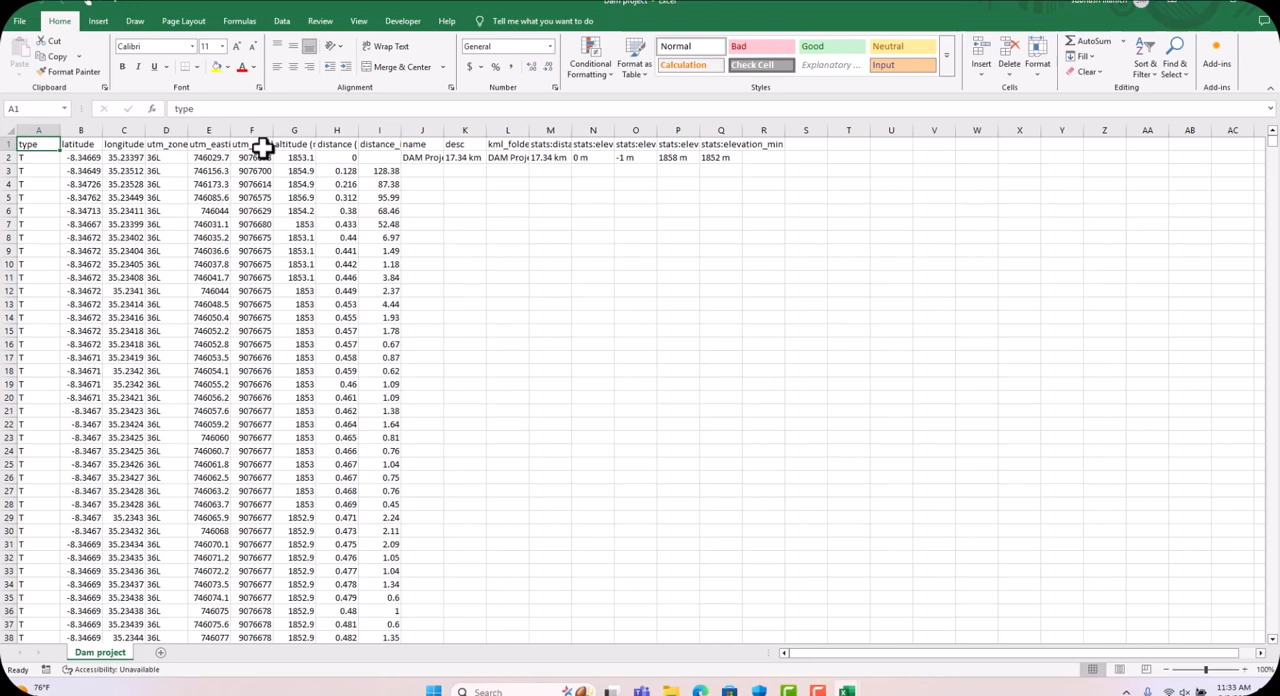 Dam project - Excel
File Home Insert Draw Page Layout Formulas Data Review View Developer Help Tell me what you want to do
Cut Calibri 11 Wrap Text General Normal Bad Good Neutral AutoSum
Copy Fill
Paste Format Painter Merge & Center Conditional Formatting Format as Table Calculation Check Cell Explanatory ... Input Insert Delete Format Clear Sort & Filter Find & Select Add-ins
Clipboard Font Alignment Number Styles Cells Editing Add-ins
A1 type
A B C D E F G H I J K L M N O P Q R S T U V W X Y Z AA AB AC
1 type latitude longitude utm_zone utm_easti utm_ altitude (m distance ( distance_i name desc kml_folde stats:dista stats:elev stats:elev stats:elev stats:elevation_min
2 T -8.34669 35.23397 36L 746029.7 1853.1 0 DAM Proje 17.34 km DAM Proje 17.34 km 0 m -1 m 1858 m 1852 m
3 T -8.34649 35.23512 36L 746156.3 9076700 1854.9 0.128 128.38
4 T -8.34726 35.23528 36L 746173.3 9076614 1854.9 0.216 87.38
5 T -8.34762 35.23449 36L 746085.6 9076575 1856.9 0.312 95.99
6 T -8.34713 35.23411 36L 746044 9076629 1854.2 0.38 68.46
7 T -8.34667 35.23399 36L 746031.1 9076680 1853 0.433 52.48
8 T -8.34672 35.23402 36L 746035.2 9076675 1853.1 0.44 6.97
9 T -8.34672 35.23404 36L 746036.6 9076675 1853.1 0.441 1.49
10 T -8.34672 35.23405 36L 746037.8 9076675 1853.1 0.442 1.18
11 T -8.34672 35.23408 36L 746041.7 9076675 1853.1 0.446 3.84
12 T -8.34672 35.2341 36L 746044 9076675 1853 0.449 2.37
13 T -8.34672 35.23414 36L 746048.5 9076675 1853 0.453 4.44
14 T -8.34672 35.23416 36L 746050.4 9076675 1853 0.455 1.93
15 T -8.34672 35.23417 36L 746052.2 9076675 1853 0.457 1.78
16 T -8.34672 35.23418 36L 746052.8 9076675 1853 0.458 0.67
17 T -8.34671 35.23419 36L 746053.5 9076676 1853 0.458 0.87
18 T -8.34671 35.2342 36L 746054.1 9076676 1853 0.459 0.62
19 T -8.34671 35.2342 36L 746055.2 9076676 1853 0.46 1.09
20 T -8.34671 35.23421 36L 746056.2 9076676 1853 0.461 1.09
21 T -8.3467 35.23423 36L 746057.6 9076677 1853 0.462 1.38
22 T -8.3467 35.23424 36L 746059.2 9076677 1853 0.464 1.64
23 T -8.3467 35.23425 36L 746060 9076677 1853 0.465 0.81
24 T -8.3467 35.23425 36L 746060.7 9076677 1853 0.466 0.76
25 T -8.3467 35.23426 36L 746061.8 9076677 1853 0.467 1.04
26 T -8.3467 35.23427 36L 746062.5 9076677 1853 0.467 0.75
27 T -8.3467 35.23428 36L 746063.2 9076677 1853 0.468 0.76
28 T -8.3467 35.23428 36L 746063.7 9076677 1853 0.469 0.45
29 T -8.3467 35.2343 36L 746065.9 9076677 1852.9 0.471 2.24
30 T -8.3467 35.23432 36L 746068 9076677 1852.9 0.473 2.11
31 T -8.34669 35.23434 36L 746070.1 9076677 1852.9 0.475 2.09
32 T -8.34669 35.23435 36L 746071.2 9076677 1852.9 0.476 1.05
33 T -8.34669 35.23436 36L 746072.2 9076677 1852.9 0.477 1.04
34 T -8.34669 35.23437 36L 746073.5 9076677 1852.9 0.478 1.34
35 T -8.34669 35.23438 36L 746074.1 9076677 1852.9 0.479 0.6
36 T -8.34669 35.23438 36L 746075 9076678 1852.9 0.48 1
37 T -8.34669 35.23439 36L 746075.6 9076678 1852.9 0.481 0.6
38 T -8.34669 35.2344 36L 746077 9076678 1852.9 0.482 1.35
Dam project
Ready Accessibility: Unavailable 100%
76°F Search 11:33 AM